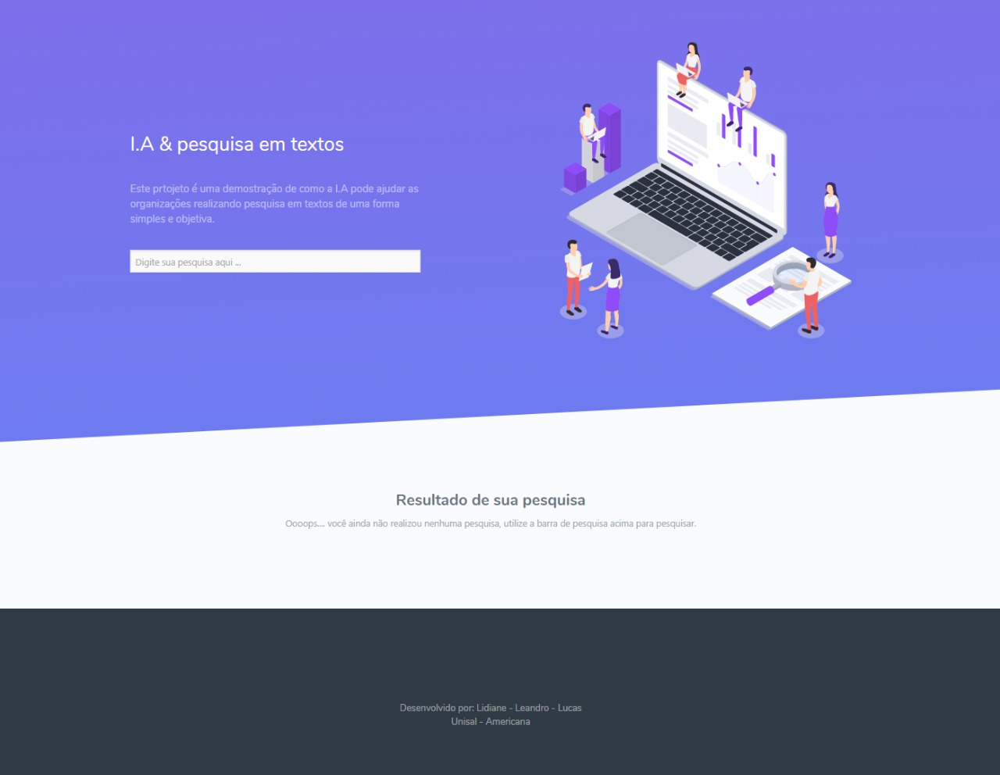 I.A & pesquisa em textos
Este prtojeto é uma demostração de como a I.A pode ajudar as
organizações realizando pesquisa em textos de uma forma
simples e objetiva.
Digite sua pesquisa aqui ...
Resultado de sua pesquisa
Oooops.... você ainda não realizou nenhuma pesquisa, utilize a barra de pesquisa acima para pesquisar.
Desenvolvido por: Lidiane - Leandro - Lucas
Unisal - Americana